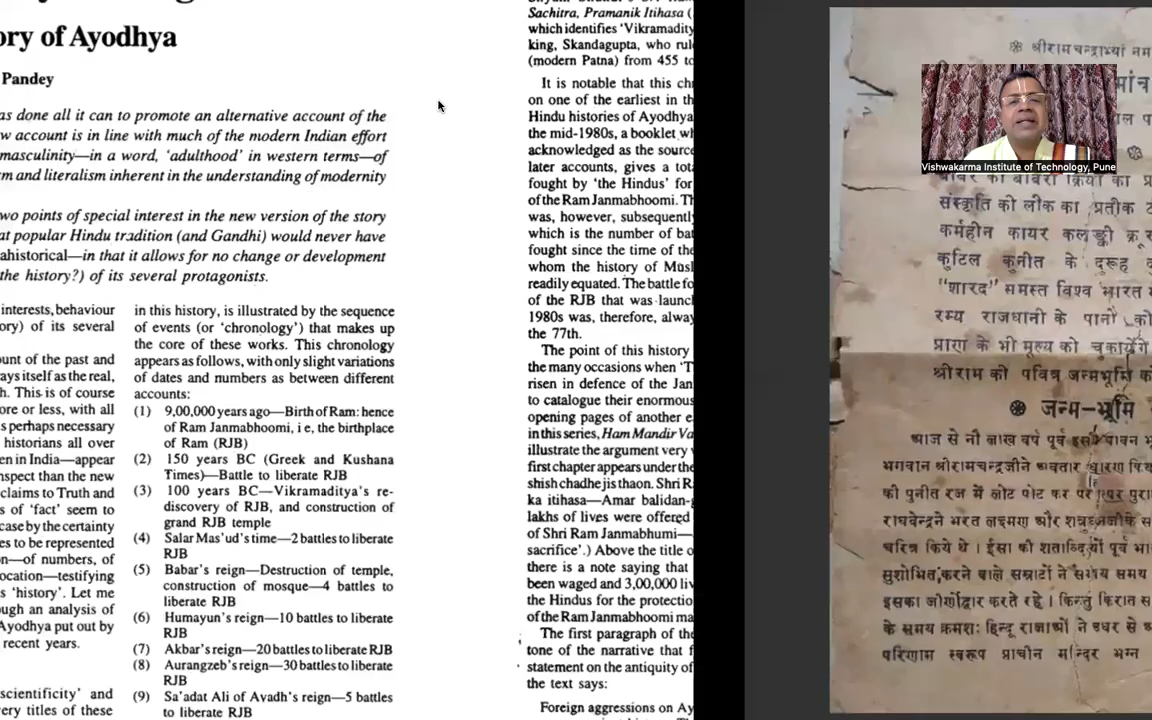 ory of Ayodhya
Pandey
as done all it can to promote an alternative account of the
w account is in line with much of the modern Indian effort
masculinity—in a word, 'adulthood' in western terms—of
m and literalism inherent in the understanding of modernity
wo points of special interest in the new version of the story
at popular Hindu tradition (and Gandhi) would never have
ahistorical—in that it allows for no change or development
the history?) of its several protagonists.
interests, behaviour
ory) of its several
unt of the past and
ays itself as the real,
h. This is of course
ore or less, with all
s perhaps necessary
historians all over
en in India—appear
nspect than the new
claims to Truth and
s of 'fact' seem to
case by the certainty
es to be represented
on—of numbers, of
ocation—testifying
s 'history'. Let me
ough an analysis of
Ayodhya put out by
recent years.
scientificity' and
very titles of these
in this history, is illustrated by the sequence
of events (or 'chronology') that makes up
the core of these works. This chronology
appears as follows, with only slight variations
of dates and numbers as between different
accounts:
(1) 9,00,000 years ago—Birth of Ram: hence
of Ram Janmabhoomi, i e, the birthplace
of Ram (RJB)
(2) 150 years BC (Greek and Kushana
Times)—Battle to liberate RJB
(3) 100 years BC—Vikramaditya's re-
discovery of RJB, and construction of
grand RJB temple
(4) Salar Mas'ud's time—2 battles to liberate
RJB
(5) Babar's reign—Destruction of temple,
construction of mosque—4 battles to
liberate RJB
(6) Humayun's reign—10 battles to liberate
RJB
(7) Akbar's reign—20 battles to liberate RJB
(8) Aurangzeb's reign—30 battles to liberate
RJB
(9) Sa'adat Ali of Avadh's reign—5 battles
to liberate RJB
Sachitra, Pramanik Itihasa (
which identifies 'Vikramadity
king, Skandagupta, who rul
(modern Patna) from 455 to
It is notable that this chr
on one of the earliest in th
Hindu histories of Ayodhya
the mid-1980s, a booklet wh
acknowledged as the source
later accounts, gives a tota
fought by 'the Hindus' for
of the Ram Janmabhoomi. Th
was, however, subsequently
which is the number of bat
fought since the time of the
whom the history of Musl
readily equated. The battle fo
of the RJB that was launc
1980s was, therefore, alway
the 77th.
The point of this history
the many occasions when 'T
risen in defence of the Jan
to catalogue their enormous
opening pages of another e
in this series, Ham Mandir Va
illustrate the argument very
first chapter appears under the
shish chadhe jis thaon. Shri R
ka itihasa—Amar balidan-
lakhs of lives were offered
of Shri Ram Janmabhumi—
sacrifice'.) Above the title o
there is a note saying that
been waged and 3,00,000 liv
the Hindus for the protectio
of the Ram Janmabhoomi ma
The first paragraph of the
tone of the narrative that f
statement on the antiquity of
the text says:
Foreign aggressions on Ay
श्रीरामचन्द्राभ्यां नम
Vishwakarma Institute of Technology, Pune
संस्कृति को लीक का प्रतीक
कर्महीन कायर कलङ्की क्रूर
कुटिल कुनीत के दुरूह
"शारद" समस्त विश्व भारत
रम्य राजधानी के पानी को
प्राण के भी मूल्य को चुकायेंगे
श्रीराम को पवित्र जन्मभूमि को
जन्म-भूमि
आज से नौ लाख वर्ष पूर्व इसी पावन
भगवान श्रीरामचन्द्रजीने अवतार धारण
की पुनीत रज में लोट पोट कर
राघवेन्द्रने भरत लक्ष्मण और शत्रुघ्नजीके
चरित्र किये थे । ईसा की शताब्दियों पूर्व
सुशोभित करने वाले सम्राटों ने समय समय
इसका जीर्णोद्धार करते रहे । किन्तु किरात
के समय क्रमशः हिन्दू राजाओं ने इधर से
परिणाम स्वरूप प्राचीन मन्दिर भग्न